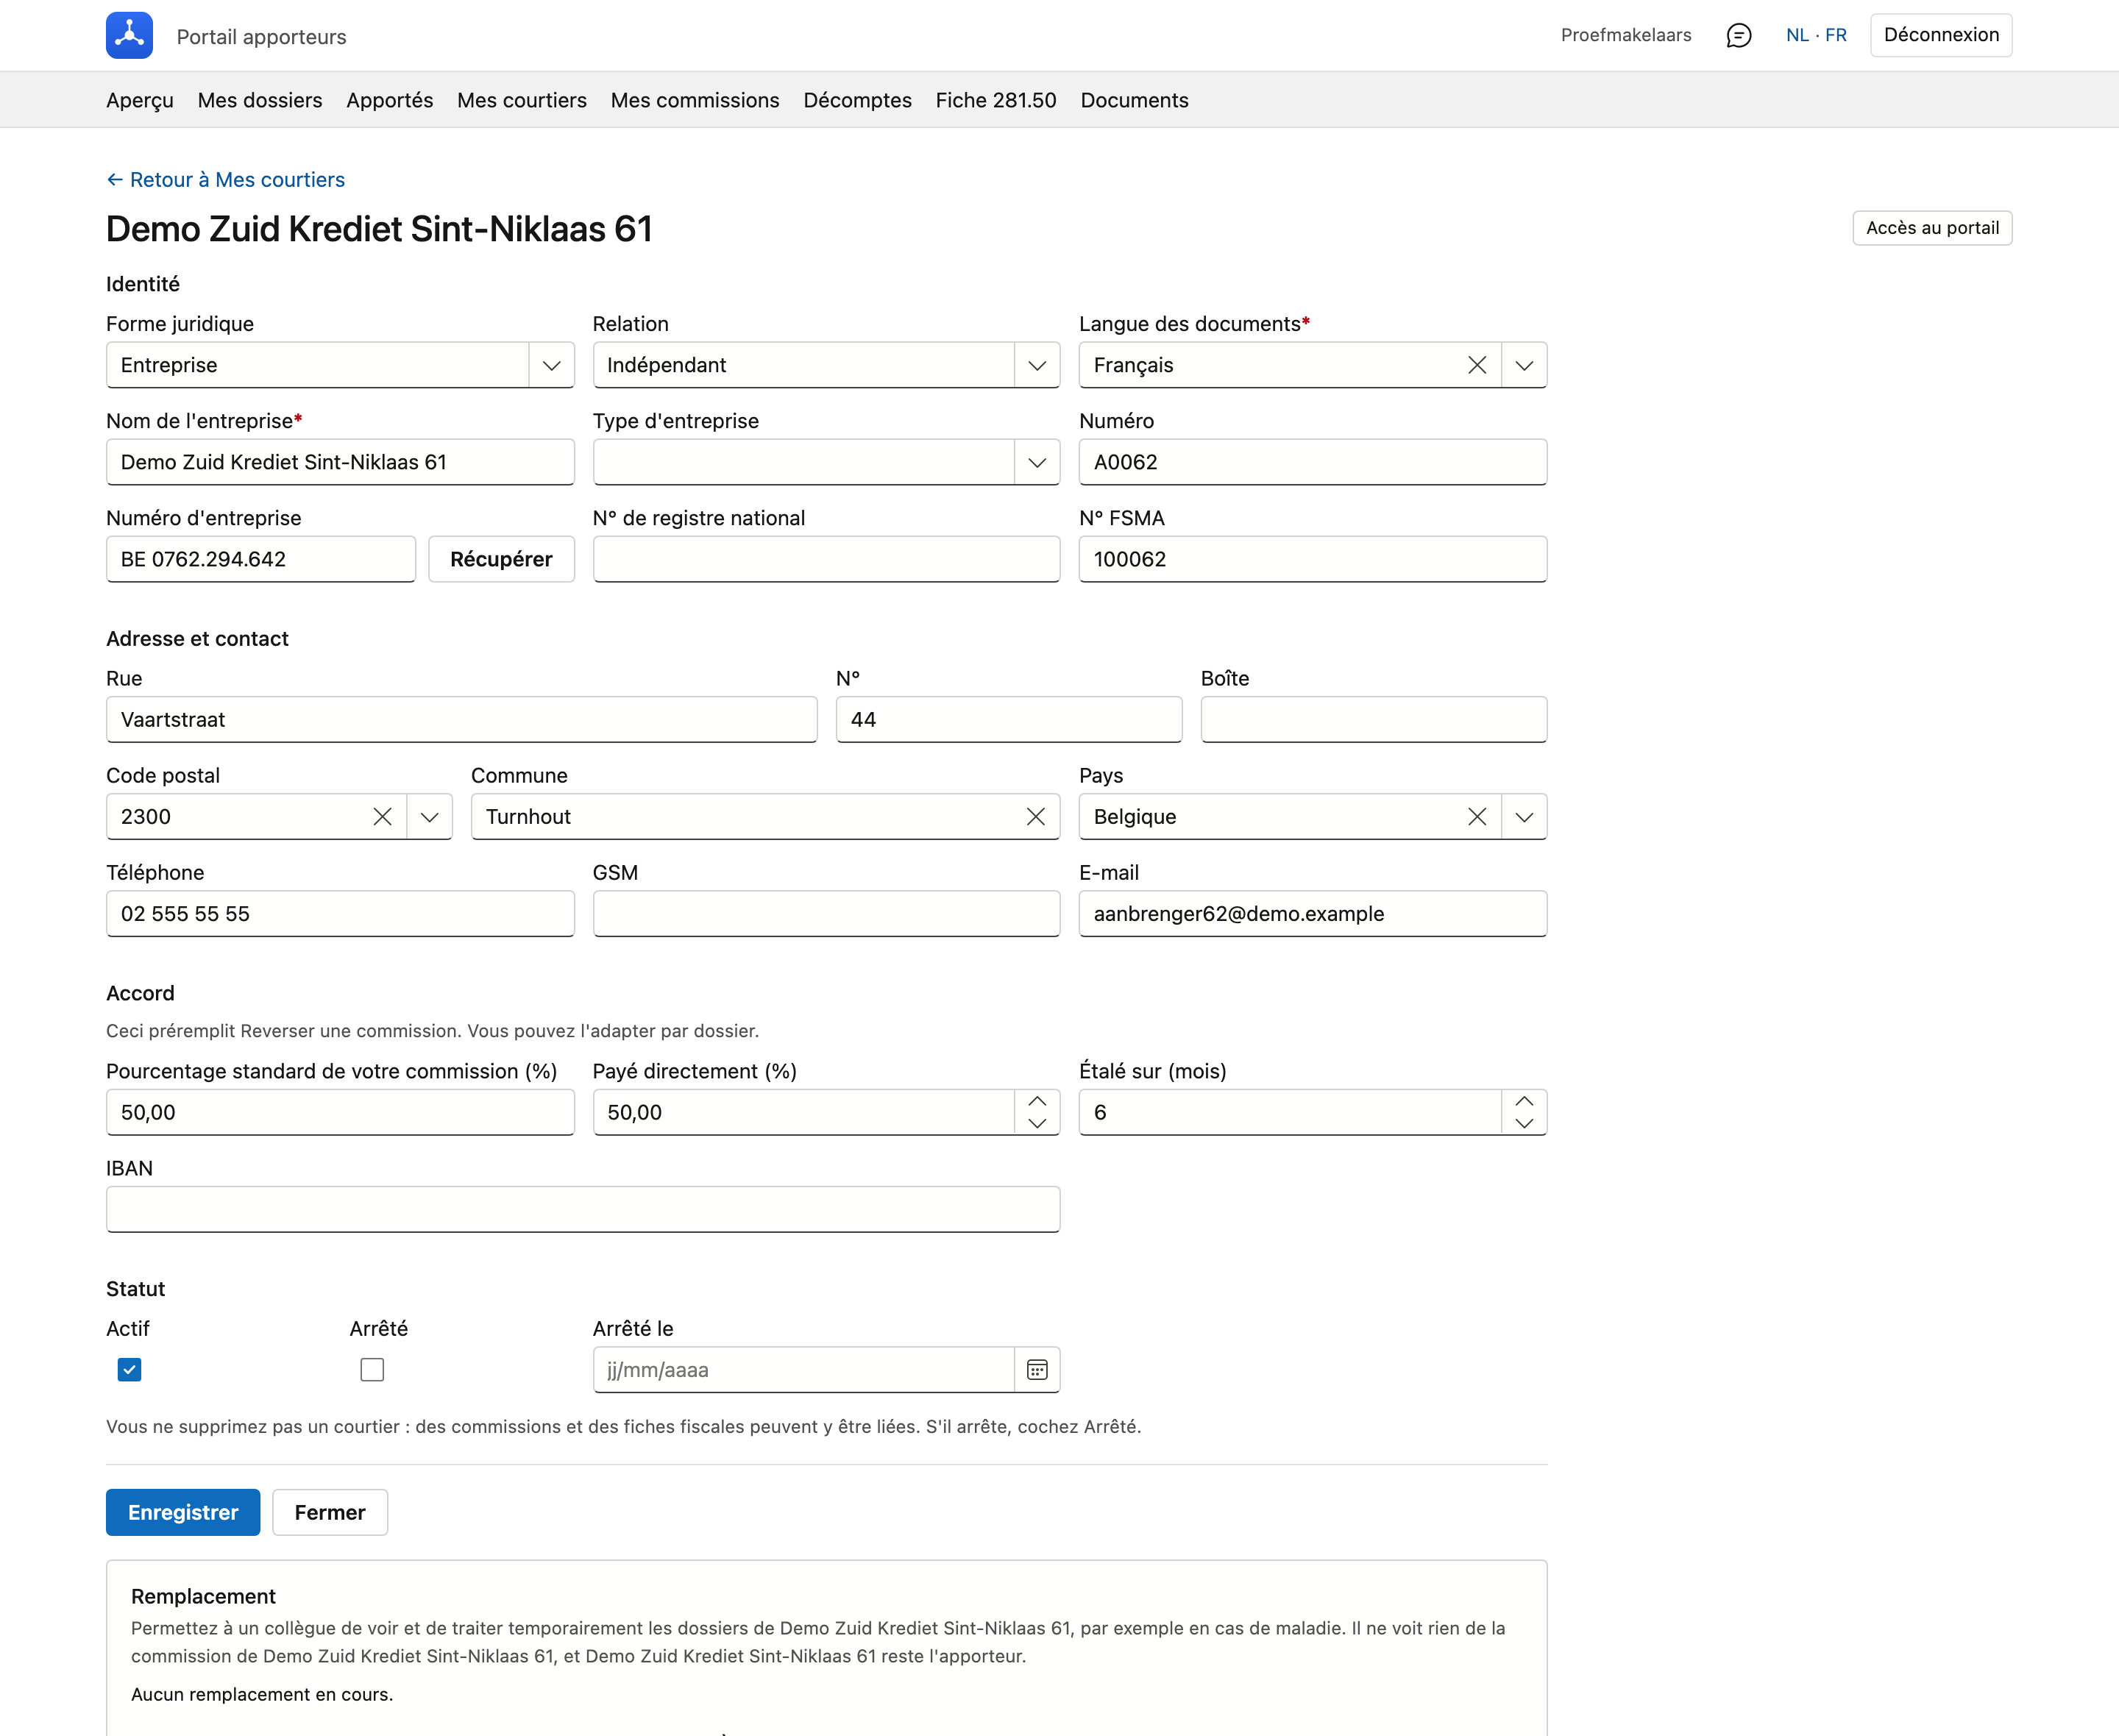 Portail apporteurs
Proefmakelaars
NL · FR
Déconnexion
Aperçu Mes dossiers Apportés Mes courtiers Mes commissions Décomptes Fiche 281.50 Documents
← Retour à Mes courtiers
Demo Zuid Krediet Sint-Niklaas 61
Accès au portail
Identité
Forme juridique Relation Langue des documents*
Entreprise Indépendant Français
Nom de l'entreprise* Type d'entreprise Numéro
Demo Zuid Krediet Sint-Niklaas 61 A0062
Numéro d'entreprise N° de registre national N° FSMA
BE 0762.294.642 Récupérer 100062
Adresse et contact
Rue N° Boîte
Vaartstraat 44
Code postal Commune Pays
2300 Turnhout Belgique
Téléphone GSM E-mail
02 555 55 55 aanbrenger62@demo.example
Accord
Ceci préremplit Reverser une commission. Vous pouvez l'adapter par dossier.
Pourcentage standard de votre commission (%) Payé directement (%) Étalé sur (mois)
50,00 50,00 6
IBAN
Statut
Actif Arrêté Arrêté le
jj/mm/aaaa
Vous ne supprimez pas un courtier : des commissions et des fiches fiscales peuvent y être liées. S'il arrête, cochez Arrêté.
Enregistrer Fermer
Remplacement
Permettez à un collègue de voir et de traiter temporairement les dossiers de Demo Zuid Krediet Sint-Niklaas 61, par exemple en cas de maladie. Il ne voit rien de la
commission de Demo Zuid Krediet Sint-Niklaas 61, et Demo Zuid Krediet Sint-Niklaas 61 reste l'apporteur.
Aucun remplacement en cours.